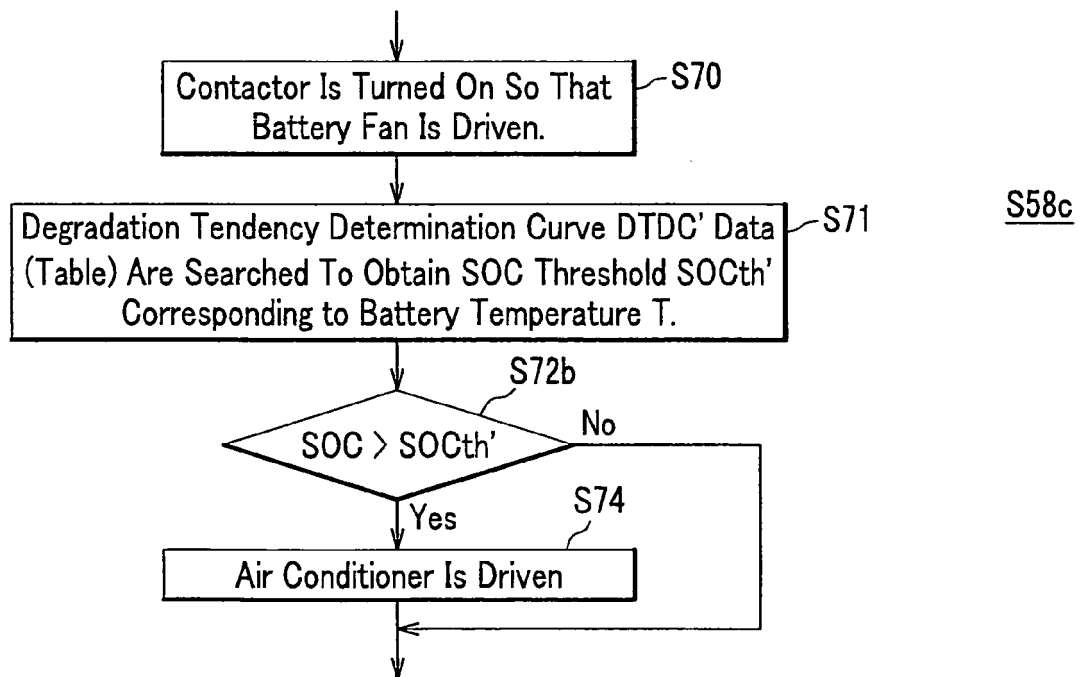 Contactor Is Turned On So That
Battery Fan Is Driven.
S70
Degradation Tendency Determination Curve DTDC' Data
(Table) Are Searched To Obtain SOC Threshold SOCth'
Corresponding to Battery Temperature T.
S71
S58c
S72b
SOC > SOCth'
No
Yes
S74
Air Conditioner Is Driven